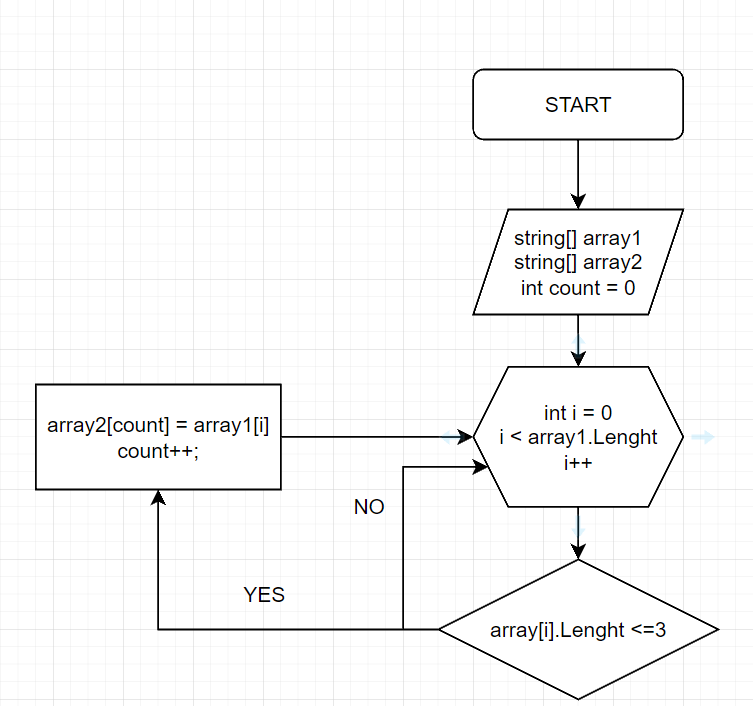 START
string[] array1
string[] array2
int count = 0
int i = 0
i < array1.Lenght
i++
array2[count] = array1[i]
count++;
NO
YES
array[i].Lenght <=3